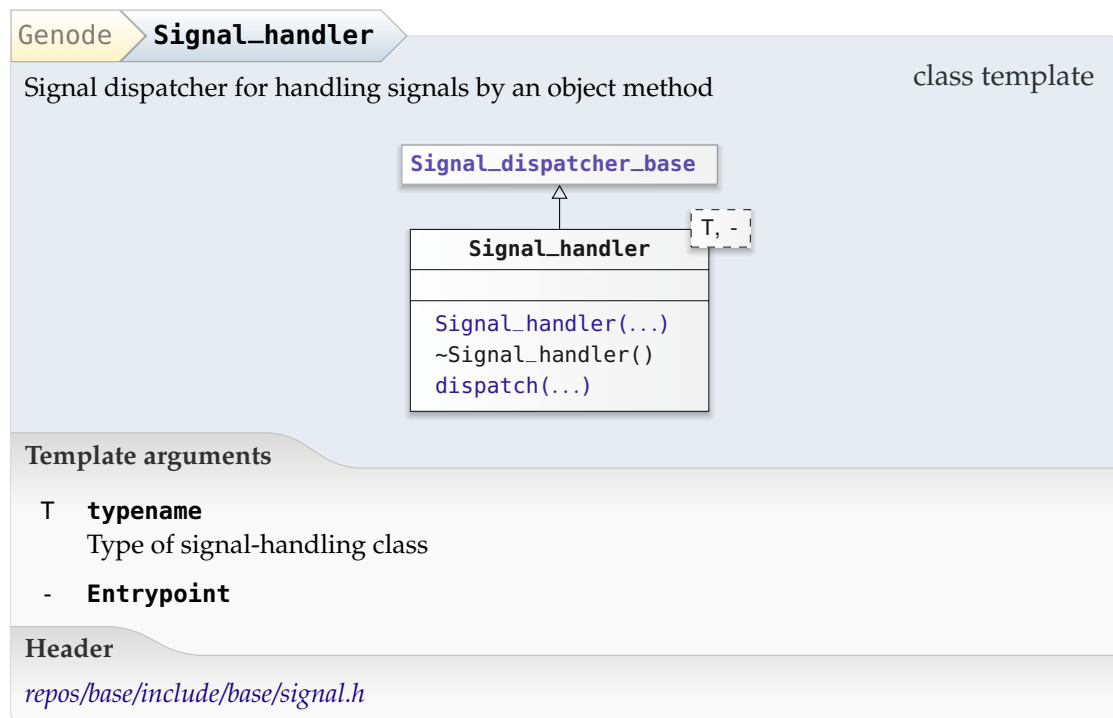 Genode Signal_handler
Signal dispatcher for handling signals by an object method
class template
Signal_dispatcher_base
T, -
Signal_handler
Signal_handler(...)
~Signal_handler()
dispatch(...)
Template arguments
T typename
Type of signal-handling class
- Entrypoint
Header
repos/base/include/base/signal.h